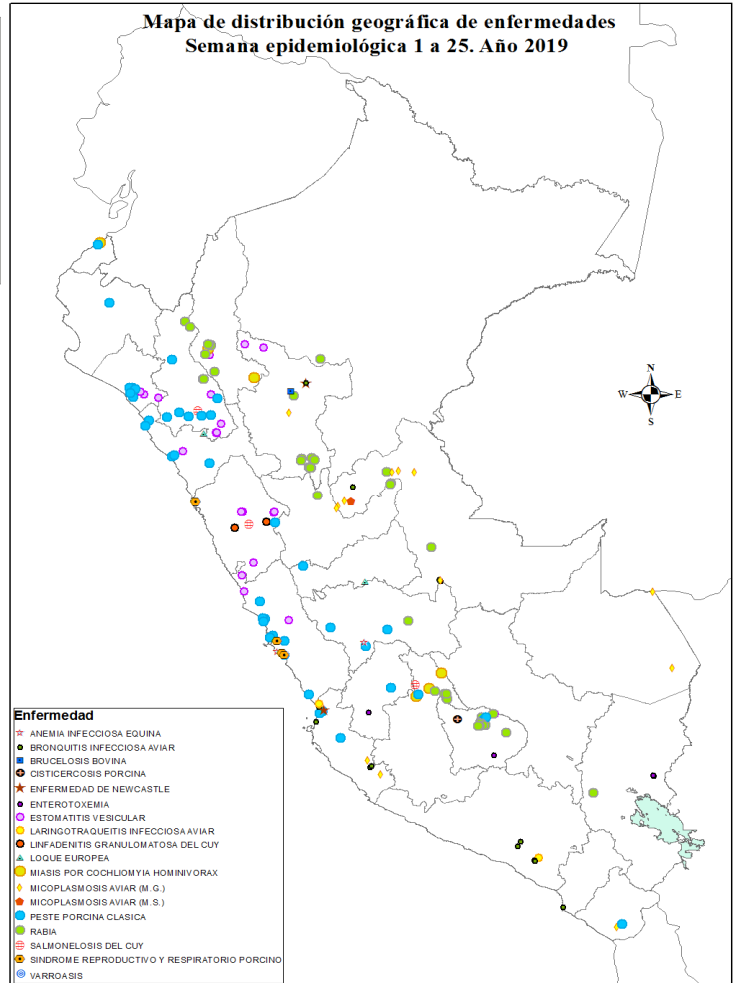 Mapa de distribución geográfica de enfermedades
Semana epidemiológica 1 a 25. Año 2019
N
W E
S
Enfermedad
ANEMIA INFECCIOSA EQUINA
BRONQUITIS INFECCIOSA AVIAR
BRUCELOSIS BOVINA
CISTICERCOSIS PORCINA
ENFERMEDAD DE NEWCASTLE
ENTEROTOXEMIA
ESTOMATITIS VESICULAR
LARINGOTRAQUEITIS INFECCIOSA AVIAR
LINFADENITIS GRANULOMATOSA DEL CUY
LOQUE EUROPEA
MIASIS POR COCHLIOMYIA HOMINIVORAX
MICOPLASMOSIS AVIAR (M.G.)
MICOPLASMOSIS AVIAR (M.S.)
PESTE PORCINA CLASICA
RABIA
SALMONELOSIS DEL CUY
SINDROME REPRODUCTIVO Y RESPIRATORIO PORCINO
VARROASIS